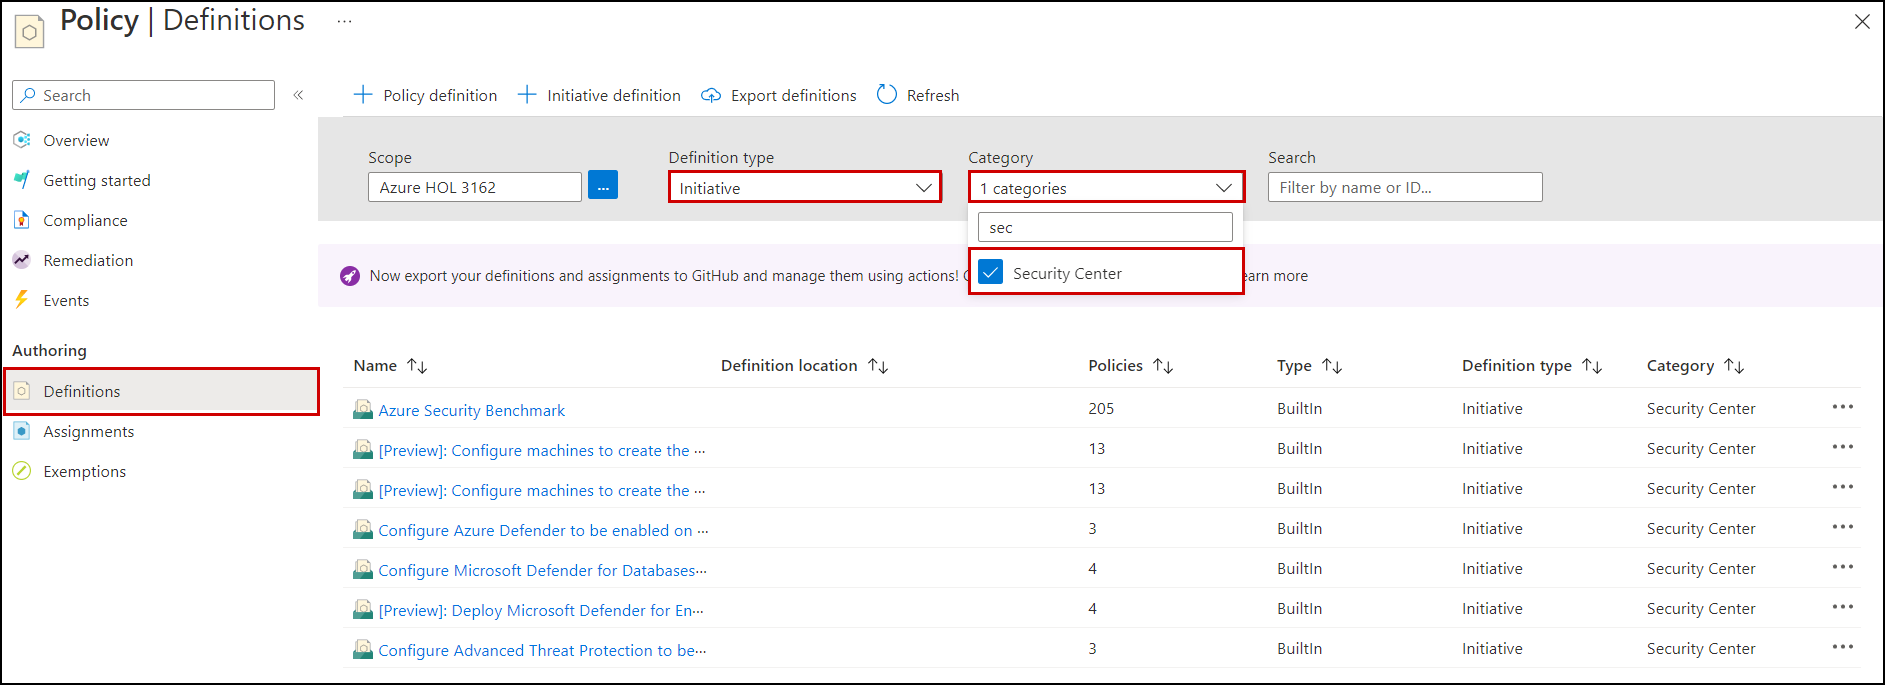 Policy | Definitions ...
Search «
Overview
Getting started
Compliance
Remediation
Events
Authoring
Definitions
Assignments
Exemptions
+ Policy definition + Initiative definition Export definitions Refresh
Scope Definition type Category Search
Azure HOL 3162 ... Initiative 1 categories Filter by name or ID...
sec
Security Center
Now export your definitions and assignments to GitHub and manage them using actions! earn more
Name ↑↓ Definition location ↑↓ Policies ↑↓ Type ↑↓ Definition type ↑↓ Category ↑↓
Azure Security Benchmark 205 BuiltIn Initiative Security Center ...
[Preview]: Configure machines to create the ... 13 BuiltIn Initiative Security Center ...
[Preview]: Configure machines to create the ... 13 BuiltIn Initiative Security Center ...
Configure Azure Defender to be enabled on ... 3 BuiltIn Initiative Security Center ...
Configure Microsoft Defender for Databases... 4 BuiltIn Initiative Security Center ...
[Preview]: Deploy Microsoft Defender for En... 4 BuiltIn Initiative Security Center ...
Configure Advanced Threat Protection to be... 3 BuiltIn Initiative Security Center ...